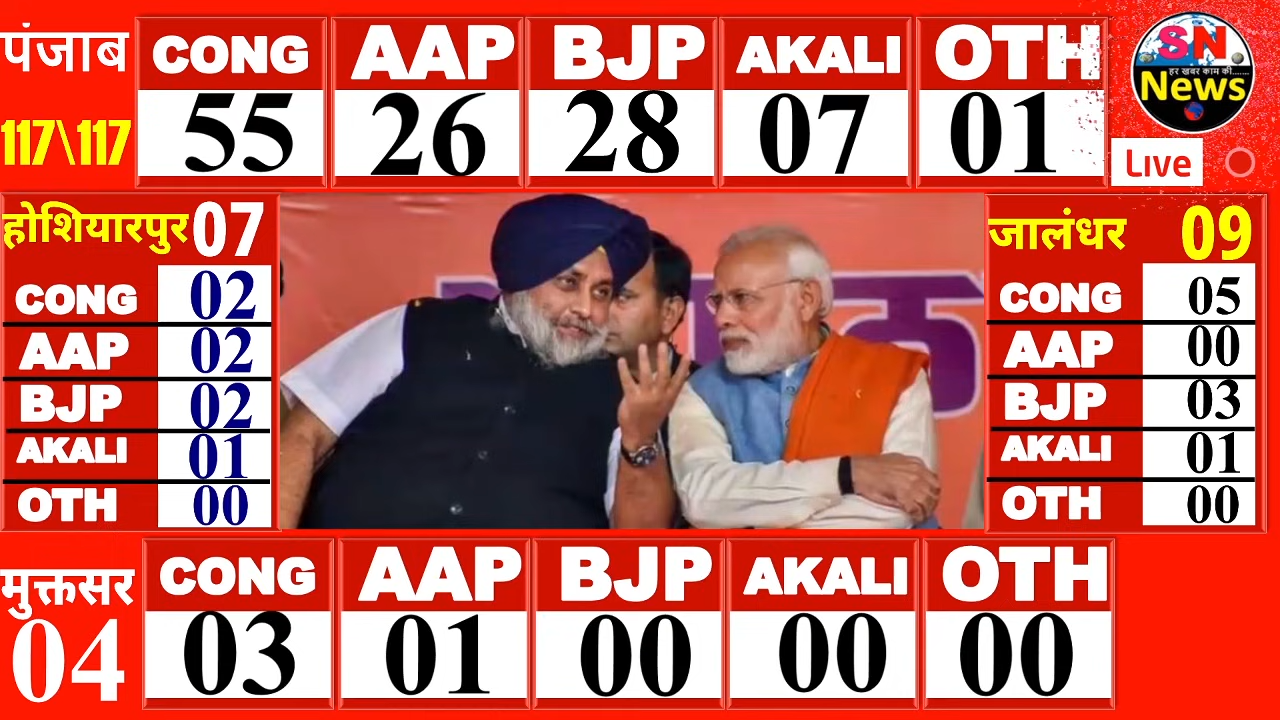 पंजाब CONG AAP BJP AKALI OTH
117\117 55 26 28 07 01
SN
हर खबर काम की.......
News
Live
होशियारपुर 07
CONG 02
AAP 02
BJP 02
AKALI 01
OTH 00
जालंधर 09
CONG 05
AAP 00
BJP 03
AKALI 01
OTH 00
मुक्तसर CONG AAP BJP AKALI OTH
04 03 01 00 00 00